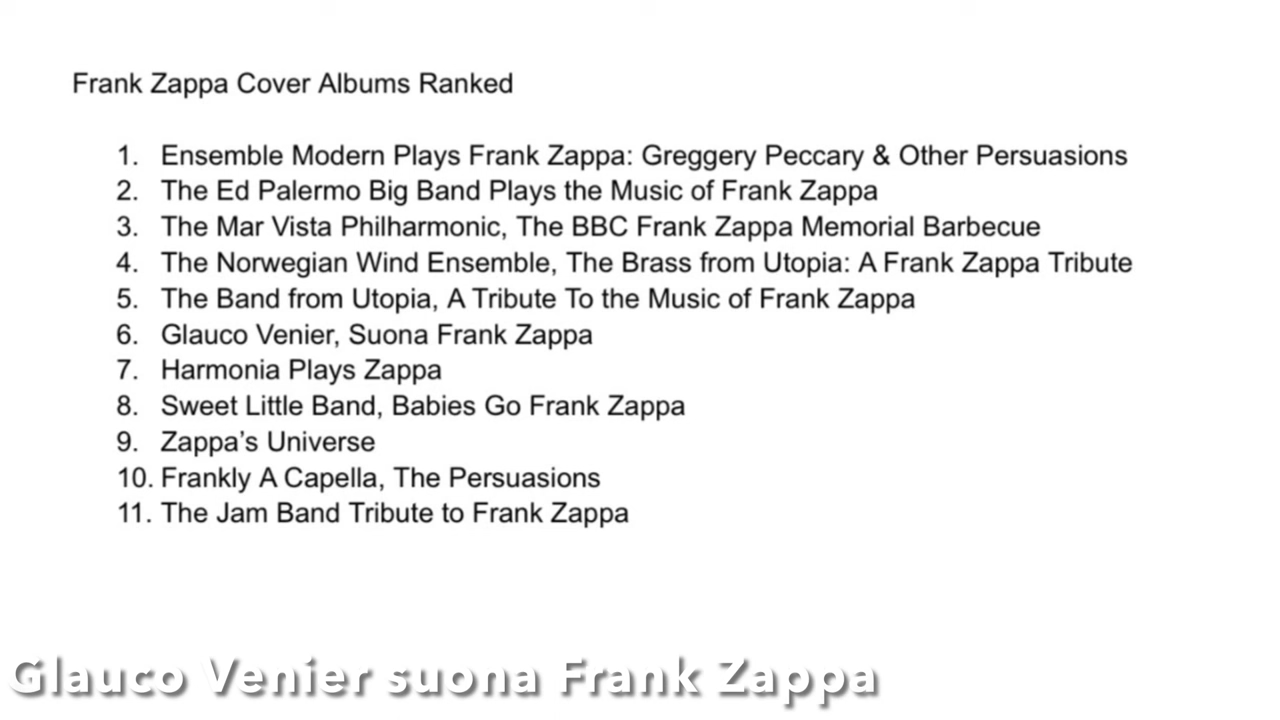 Frank Zappa Cover Albums Ranked
1. Ensemble Modern Plays Frank Zappa: Greggery Peccary & Other Persuasions
2. The Ed Palermo Big Band Plays the Music of Frank Zappa
3. The Mar Vista Philharmonic, The BBC Frank Zappa Memorial Barbecue
4. The Norwegian Wind Ensemble, The Brass from Utopia: A Frank Zappa Tribute
5. The Band from Utopia, A Tribute To the Music of Frank Zappa
6. Glauco Venier, Suona Frank Zappa
7. Harmonia Plays Zappa
8. Sweet Little Band, Babies Go Frank Zappa
9. Zappa’s Universe
10. Frankly A Capella, The Persuasions
11. The Jam Band Tribute to Frank Zappa
Glauco Venier suona Frank Zappa